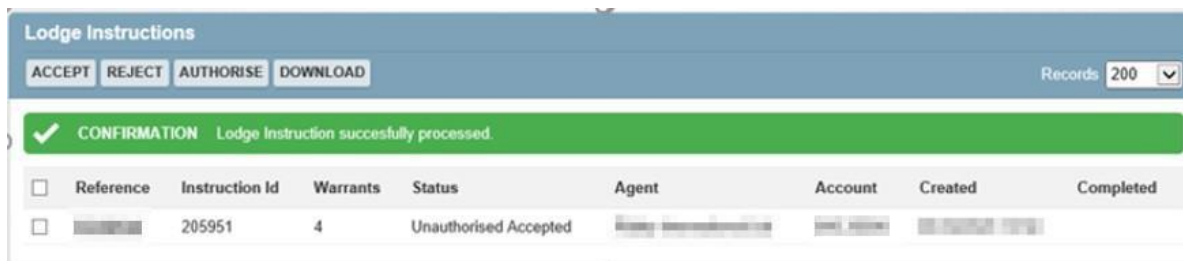 Lodge Instructions
ACCEPT REJECT AUTHORISE DOWNLOAD Records 200
CONFIRMATION Lodge Instruction succesfully processed.
Reference Instruction Id Warrants Status Agent Account Created Completed
205951 4 Unauthorised Accepted